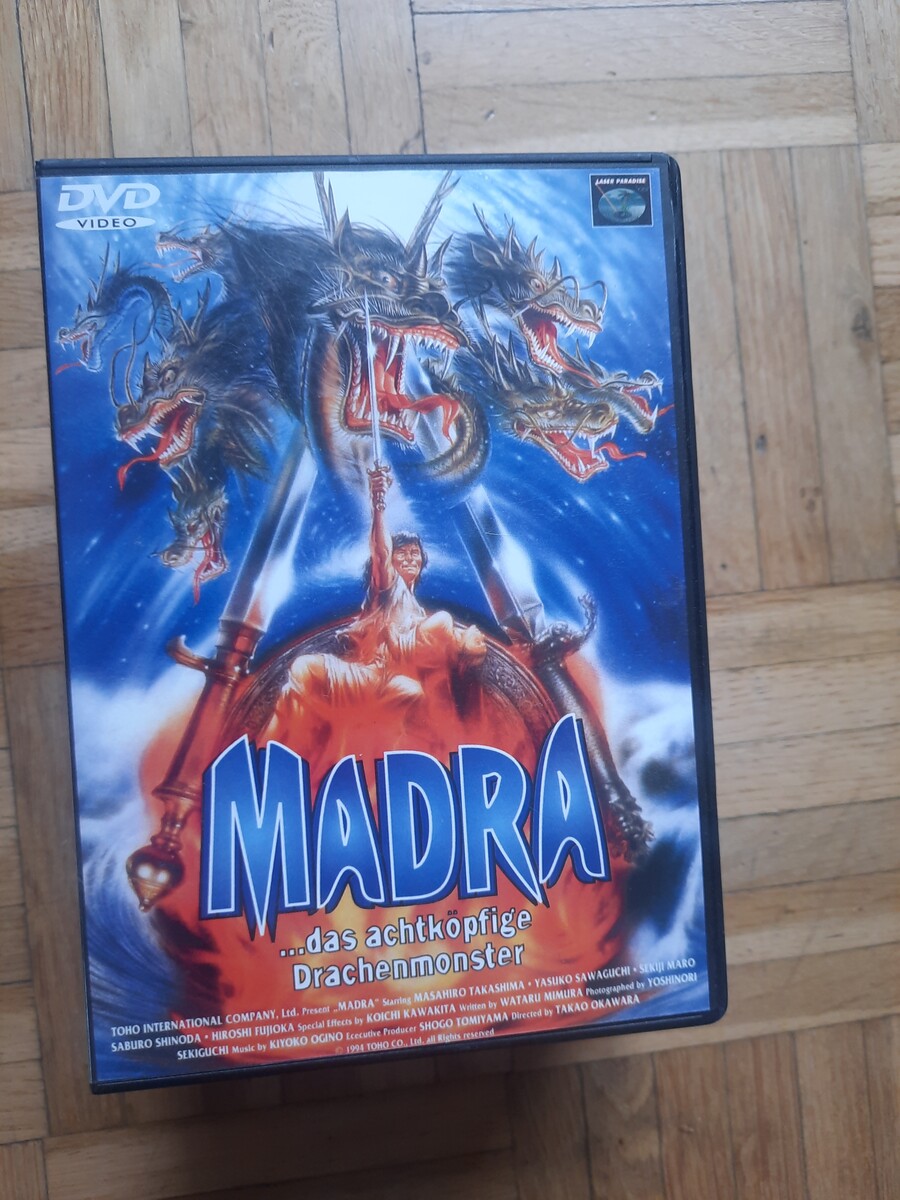 DVD
VIDEO
LASER PARADISE
MADRA
...das achtköpfige
Drachenmonster
TOHO INTERNATIONAL COMPANY, Ltd. Present „MADRA" Starring MASAHIRO TAKASHIMA • YASUKO SAWAGUCHI • SEKIJI MARO
SABURO SHINODA • HIROSHI FUJIOKA Special Effects by KOICHI KAWAKITA Written by WATARU MIMURA Photographed by YOSHINORI
SEKIGUCHI Music by KIYOKO OGINO Ececutive Producer SHOGO TOMIYAMA Directed by TAKAO OKAWARA
© 1994 TOHO CO., Ltd. all Rights reserved